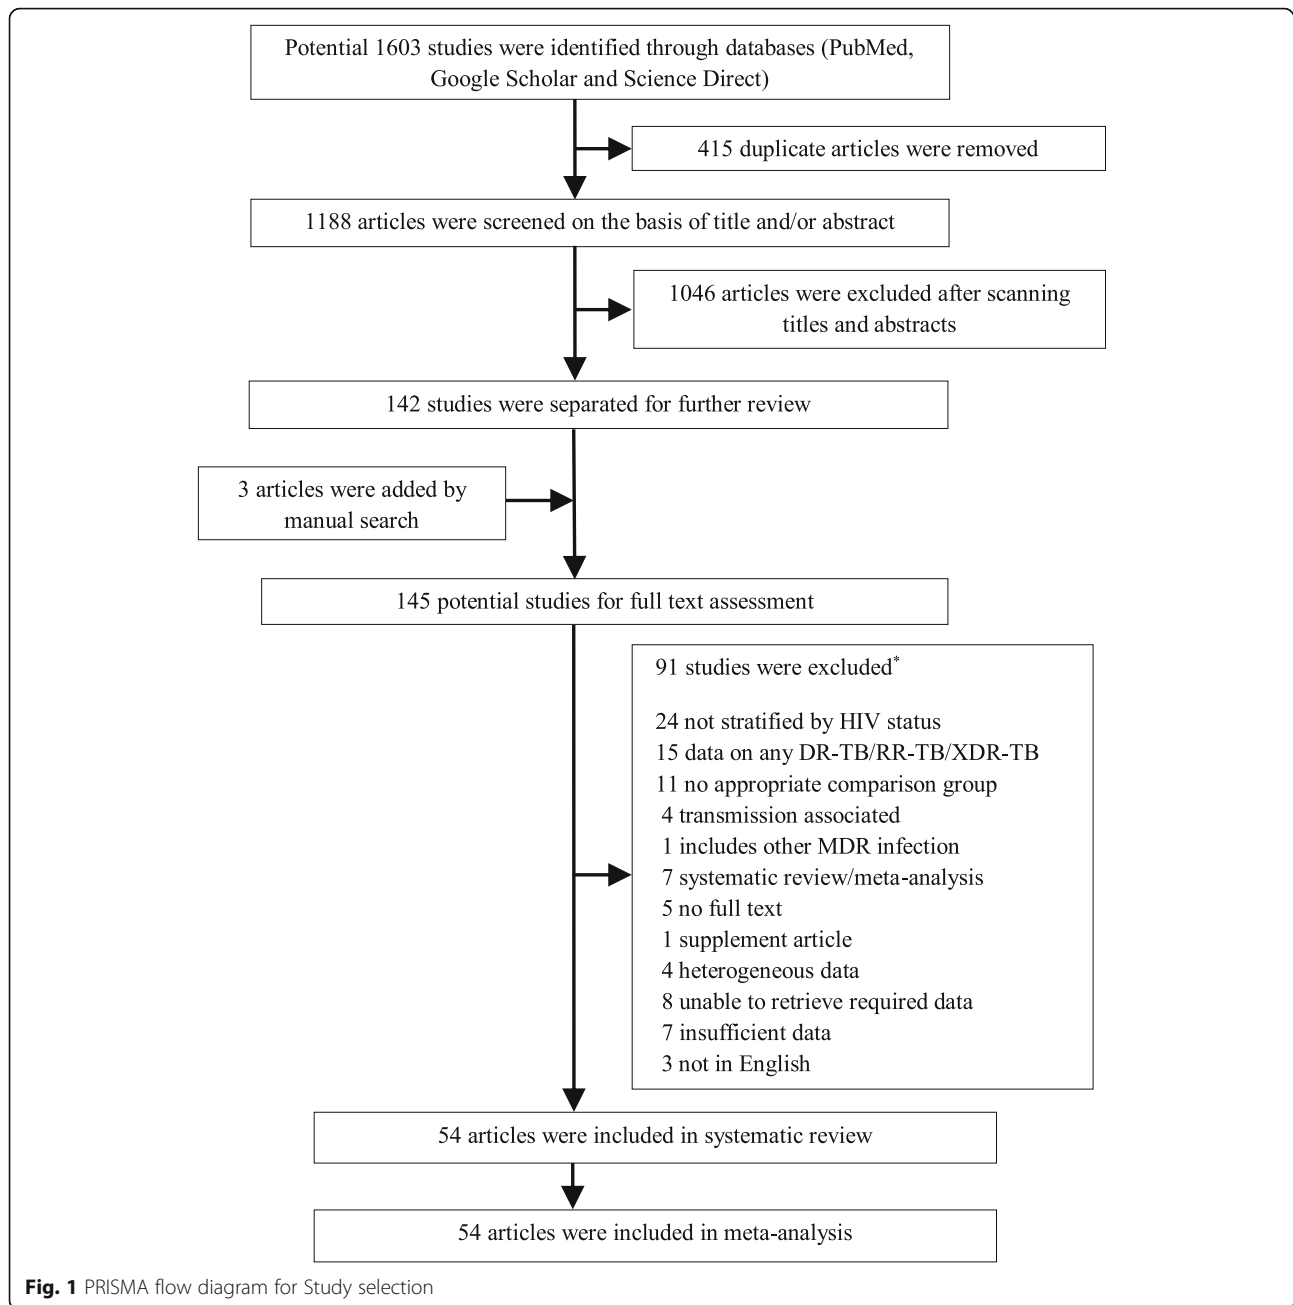 Potential 1603 studies were identified through databases (PubMed,
Google Scholar and Science Direct)
415 duplicate articles were removed
1188 articles were screened on the basis of title and/or abstract
1046 articles were excluded after scanning
titles and abstracts
142 studies were separated for further review
3 articles were added by
manual search
145 potential studies for full text assessment
91 studies were excluded*
24 not stratified by HIV status
15 data on any DR-TB/RR-TB/XDR-TB
11 no appropriate comparison group
4 transmission associated
1 includes other MDR infection
7 systematic review/meta-analysis
5 no full text
1 supplement article
4 heterogeneous data
8 unable to retrieve required data
7 insufficient data
3 not in English
54 articles were included in systematic review
54 articles were included in meta-analysis
Fig. 1 PRISMA flow diagram for Study selection